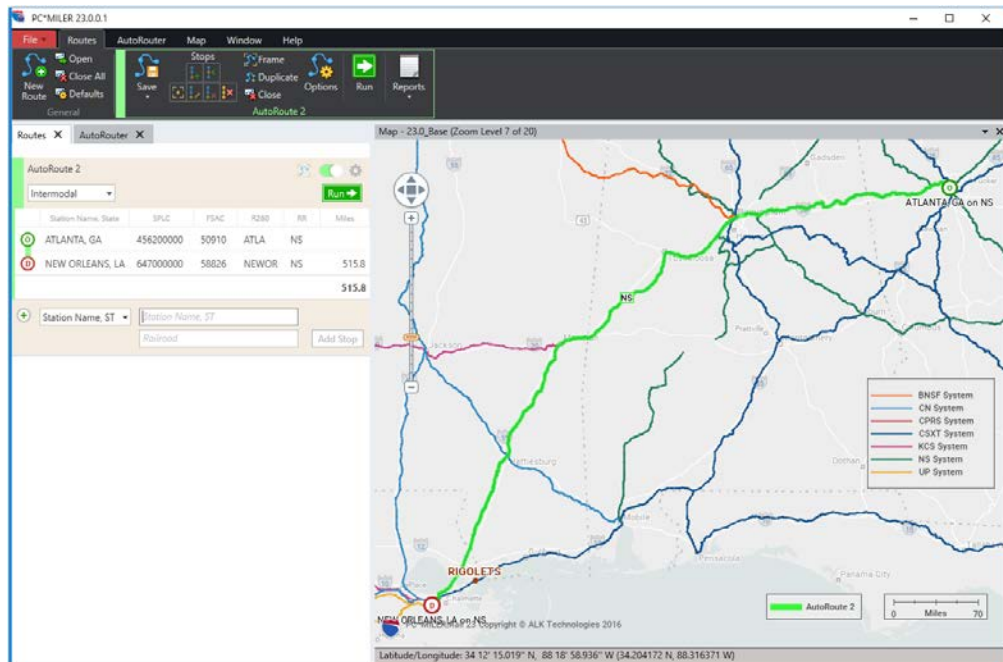 PC*MILER 23.0.0.1
File Routes AutoRouter Map Window Help
New Route
Open
Close All
Defaults
General
Save
Stops
Frame
Duplicate
Close
Options
Run
Reports
AutoRoute 2
Routes X AutoRouter X
Map - 23.0_Base (Zoom Level 7 of 20)
AutoRoute 2
Intermodal
Run
Station Name, State SPLC FSAC R260 RR Miles
O ATLANTA, GA 456200000 50910 ATLA NS
D NEW ORLEANS, LA 647000000 58826 NEWOR NS 515.8
515.8
Station Name, ST
Station Name, ST
Railroad
Add Stop
Gadsden
O
ATLANTA, GA on NS
NS
Jackson
Prattville
Hattiesburg
Dothan
Mobile
Pensacola
Panama City
RIGOLETS
Chalmette
D
NEW ORLEANS, LA on NS
BNSF System
CN System
CPRS System
CSXT System
KCS System
NS System
UP System
AutoRoute 2
0 Miles 70
PC*MILER|Rail 23 Copyright © ALK Technologies 2016
Latitude/Longitude: 34 12' 15.019" N, 88 18' 58.936" W (34.204172 N, 88.316371 W)